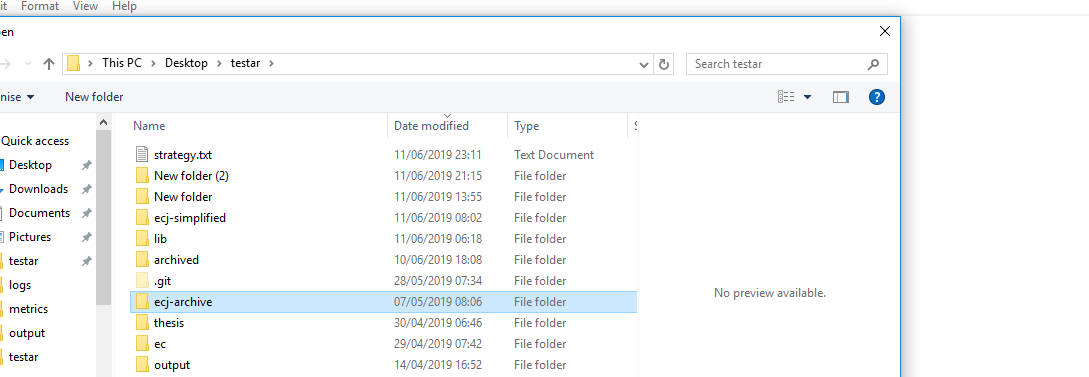 it Format View Help
pen
This PC Desktop testar
Search testar
nise New folder
Quick access
Desktop
Downloads
Documents
Pictures
testar
logs
metrics
output
testar
Name Date modified Type S
strategy.txt 11/06/2019 23:11 Text Document
New folder (2) 11/06/2019 21:15 File folder
New folder 11/06/2019 13:55 File folder
ecj-simplified 11/06/2019 08:02 File folder
lib 11/06/2019 06:18 File folder
archived 10/06/2019 18:08 File folder
.git 28/05/2019 07:34 File folder
ecj-archive 07/05/2019 08:06 File folder
thesis 30/04/2019 06:46 File folder
ec 29/04/2019 07:42 File folder
output 14/04/2019 16:52 File folder
No preview available.